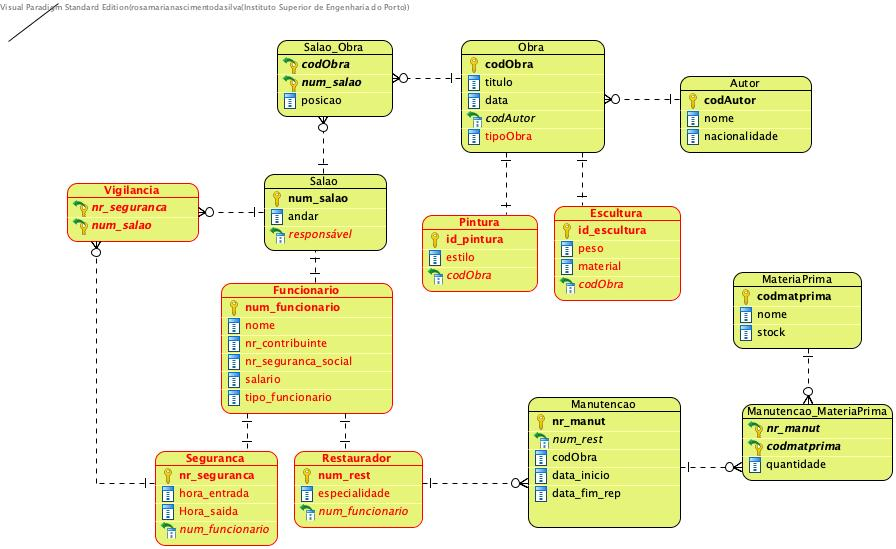 Visual Paradigm Standard Edition(rosamarianascimentodasilva(Instituto Superior de Engenharia do Porto))
Salao_Obra
codObra
num_salao
posicao
Obra
codObra
titulo
data
codAutor
tipoObra
Autor
codAutor
nome
nacionalidade
Vigilancia
nr_seguranca
num_salao
Salao
num_salao
andar
responsável
Pintura
id_pintura
estilo
codObra
Escultura
id_escultura
peso
material
codObra
Funcionario
num_funcionario
nome
nr_contribuinte
nr_seguranca_social
salario
tipo_funcionario
MateriaPrima
codmatprima
nome
stock
Manutencao
nr_manut
num_rest
codObra
data_inicio
data_fim_rep
Manutencao_MateriaPrima
nr_manut
codmatprima
quantidade
Seguranca
nr_seguranca
hora_entrada
Hora_saida
num_funcionario
Restaurador
num_rest
especialidade
num_funcionario